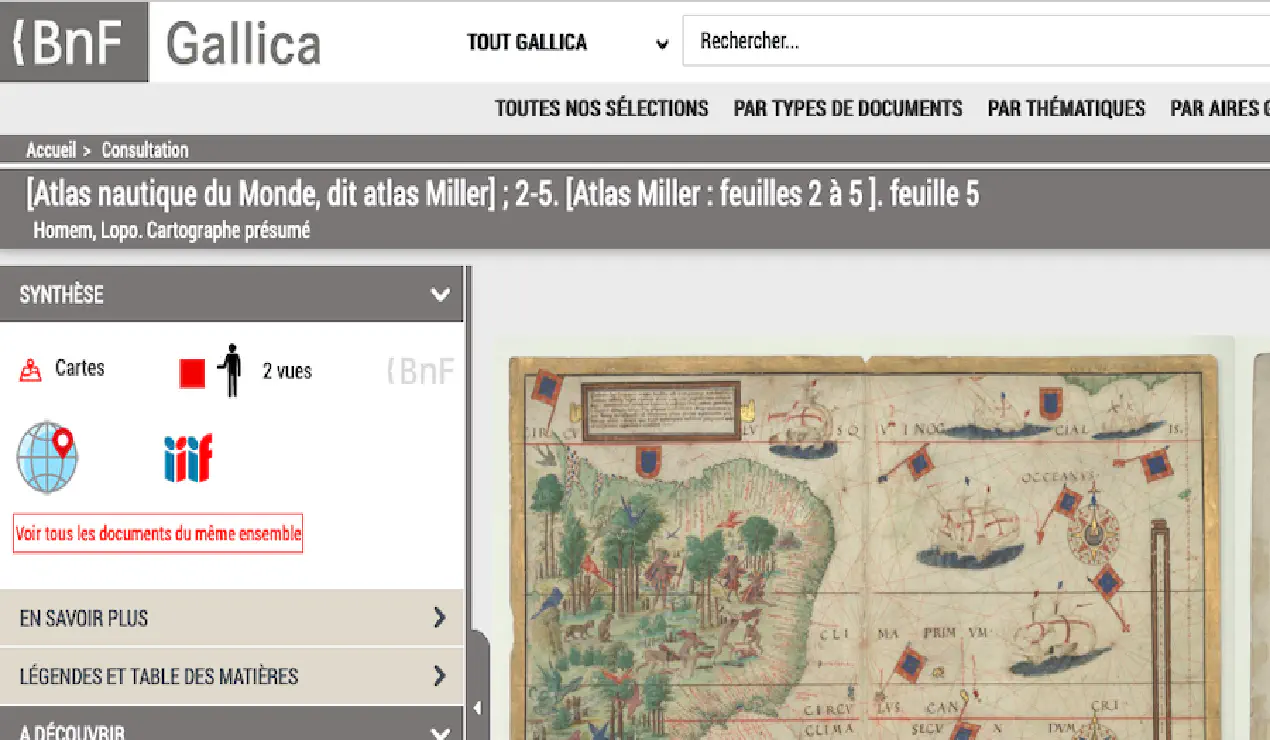 BnF Gallica TOUT GALLICA Rechercher...
TOUTES NOS SÉLECTIONS PAR TYPES DE DOCUMENTS PAR THÉMATIQUES PAR AIRES G
Accueil > Consultation
[Atlas nautique du Monde, dit atlas Miller] ; 2-5. [Atlas Miller : feuilles 2 à 5 ]. feuille 5
Homem, Lopo. Cartographe présumé
SYNTHÈSE
Cartes 2 vues BnF
iiif
Voir tous les documents du même ensemble
EN SAVOIR PLUS
LÉGENDES ET TABLE DES MATIÈRES
A DÉCOUVRIR
CIR CV LV S Q V INOC CIAL IS.
OCCEANVS
CLI MA PRIM VM
CIRCV LVS CAN CRI
CLIMA SECV N DVM